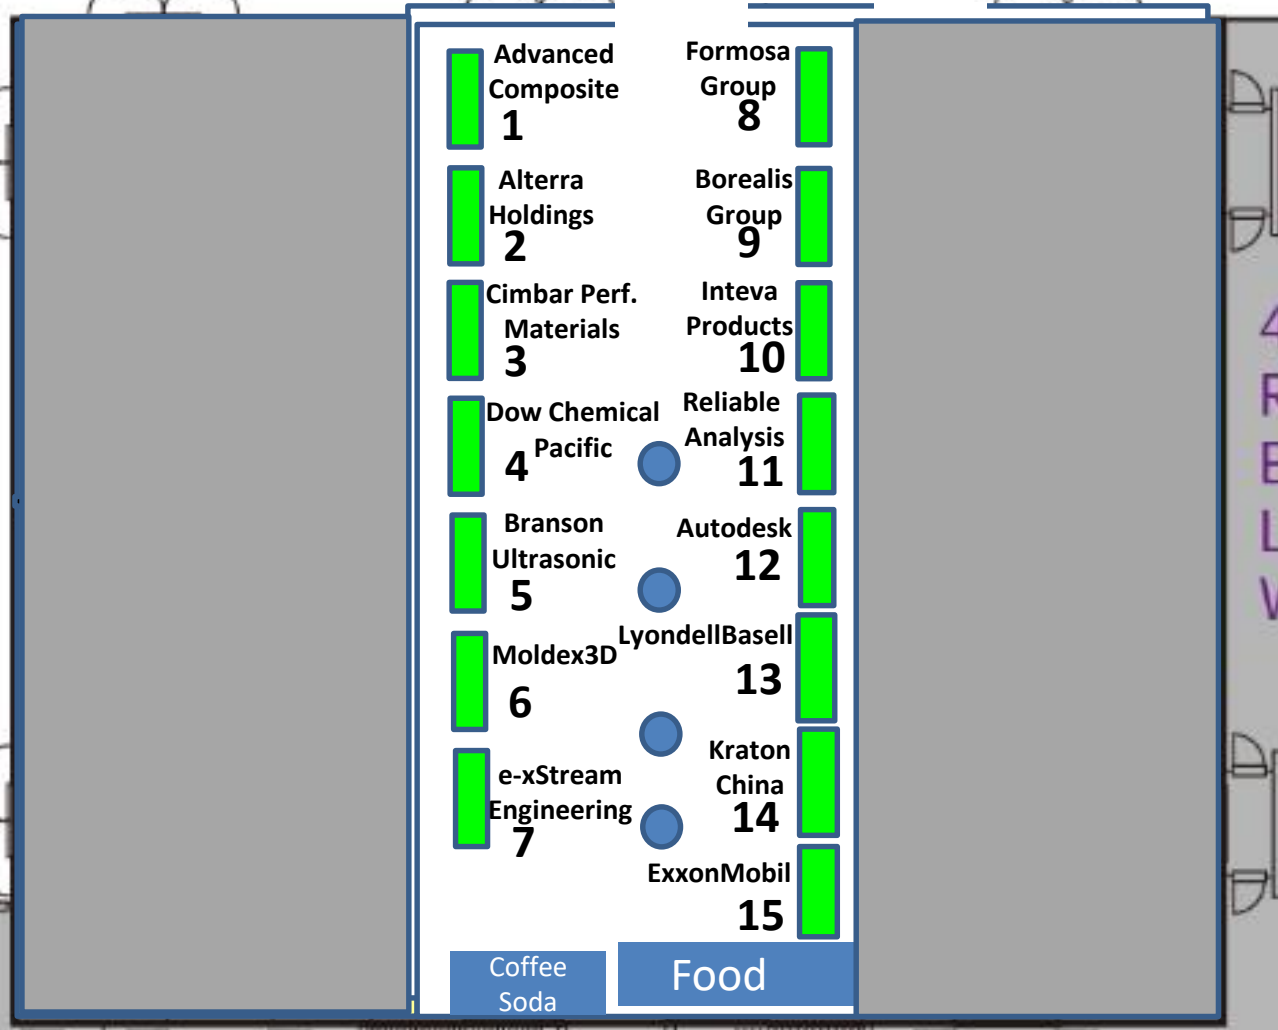 Advanced
Composite
1
Alterra
Holdings
2
Cimbar Perf.
Materials
3
Dow Chemical
Pacific
4
Branson
Ultrasonic
5
Moldex3D
6
e-xStream
Engineering
7
Formosa
Group
8
Borealis
Group
9
Inteva
Products
10
Reliable
Analysis
11
Autodesk
12
LyondellBasell
13
Kraton
China
14
ExxonMobil
15
Coffee
Soda
Food